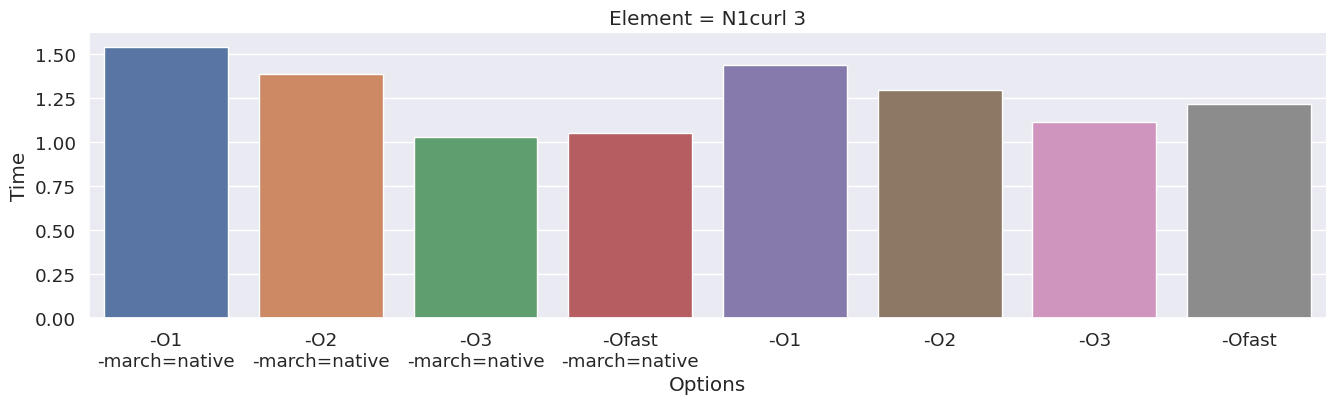 Element = N1curl 3
Time
1.50
1.25
1.00
0.75
0.50
0.25
0.00
-O1 -O2 -O3 -Ofast -O1 -O2 -O3 -Ofast
-march=native -march=native -march=native -march=native
Options